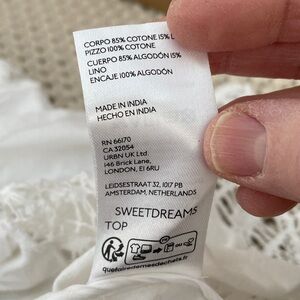 CORPO 85% COTONE 15% L
PIZZO 100% COTONE
CUERPO 85% ALGODÓN 15%
LINO
ENCAJE 100% ALGODÓN
MADE IN INDIA
HECHO EN INDIA
RN 66170
CA 32054
URBN UK Ltd.
146 Brick Lane,
LONDON, E1 6RU
LEIDSESTRAAT 32, 1017 PB
AMSTERDAM, NETHERLANDS
SWEETDREAMS
TOP
quefairedemesdechets.fr